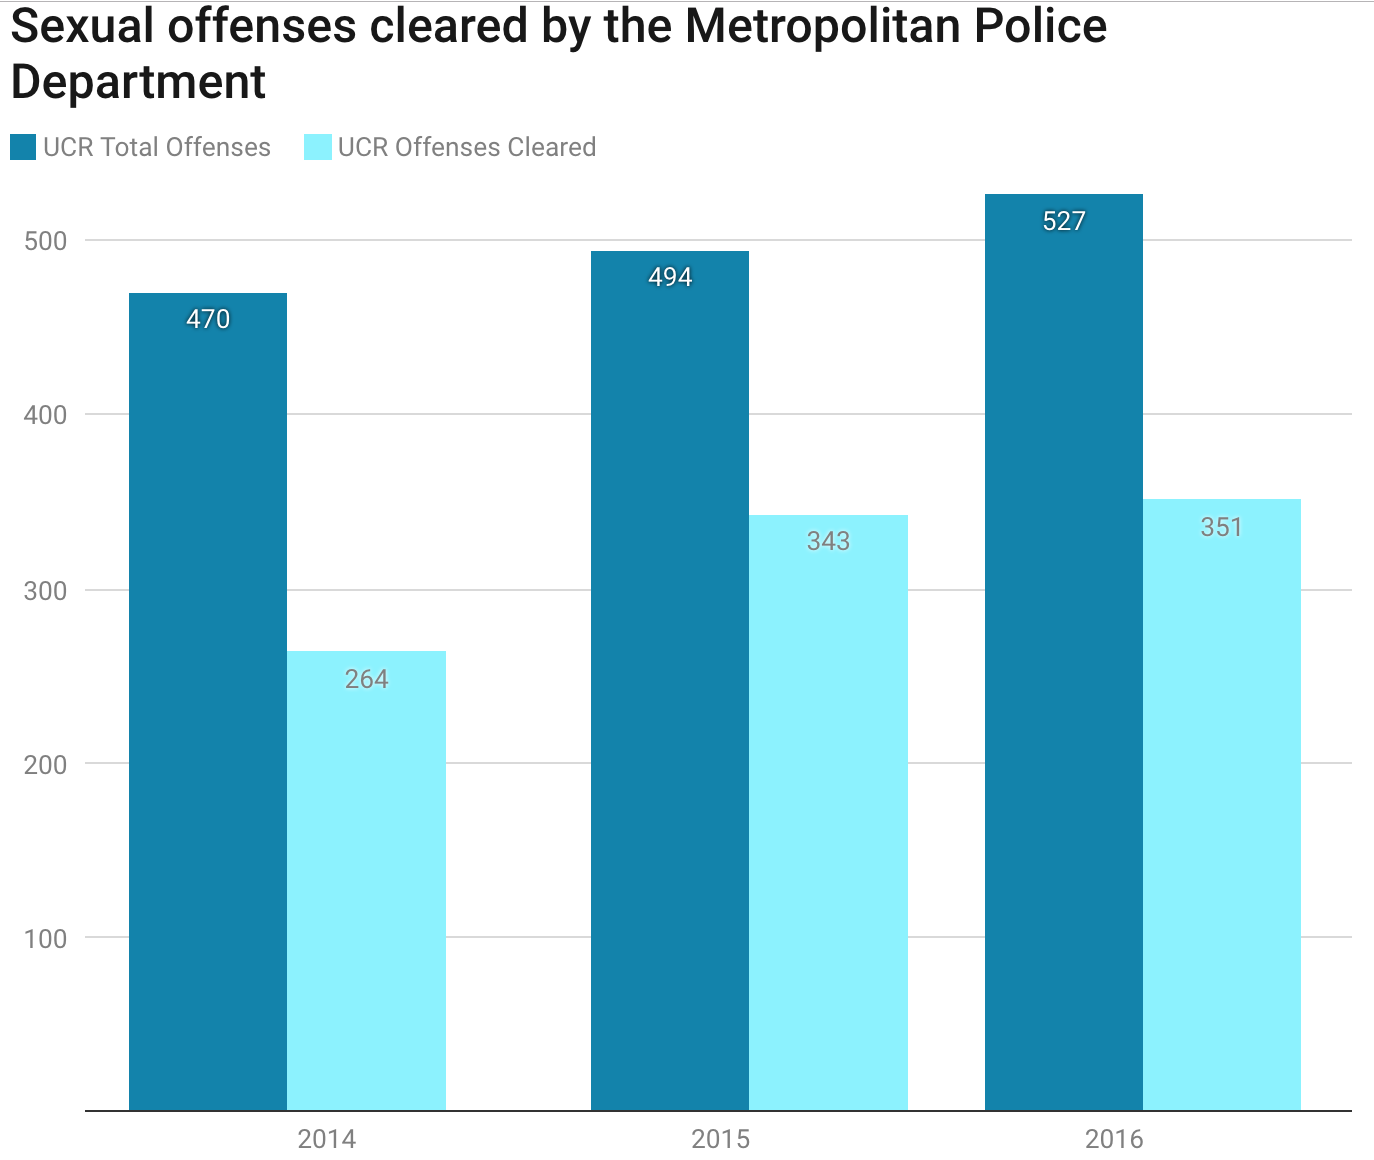 Sexual offenses cleared by the Metropolitan Police
Department
UCR Total Offenses UCR Offenses Cleared
527
500
494
470
400
351
343
300
264
200
100
2014 2015 2016